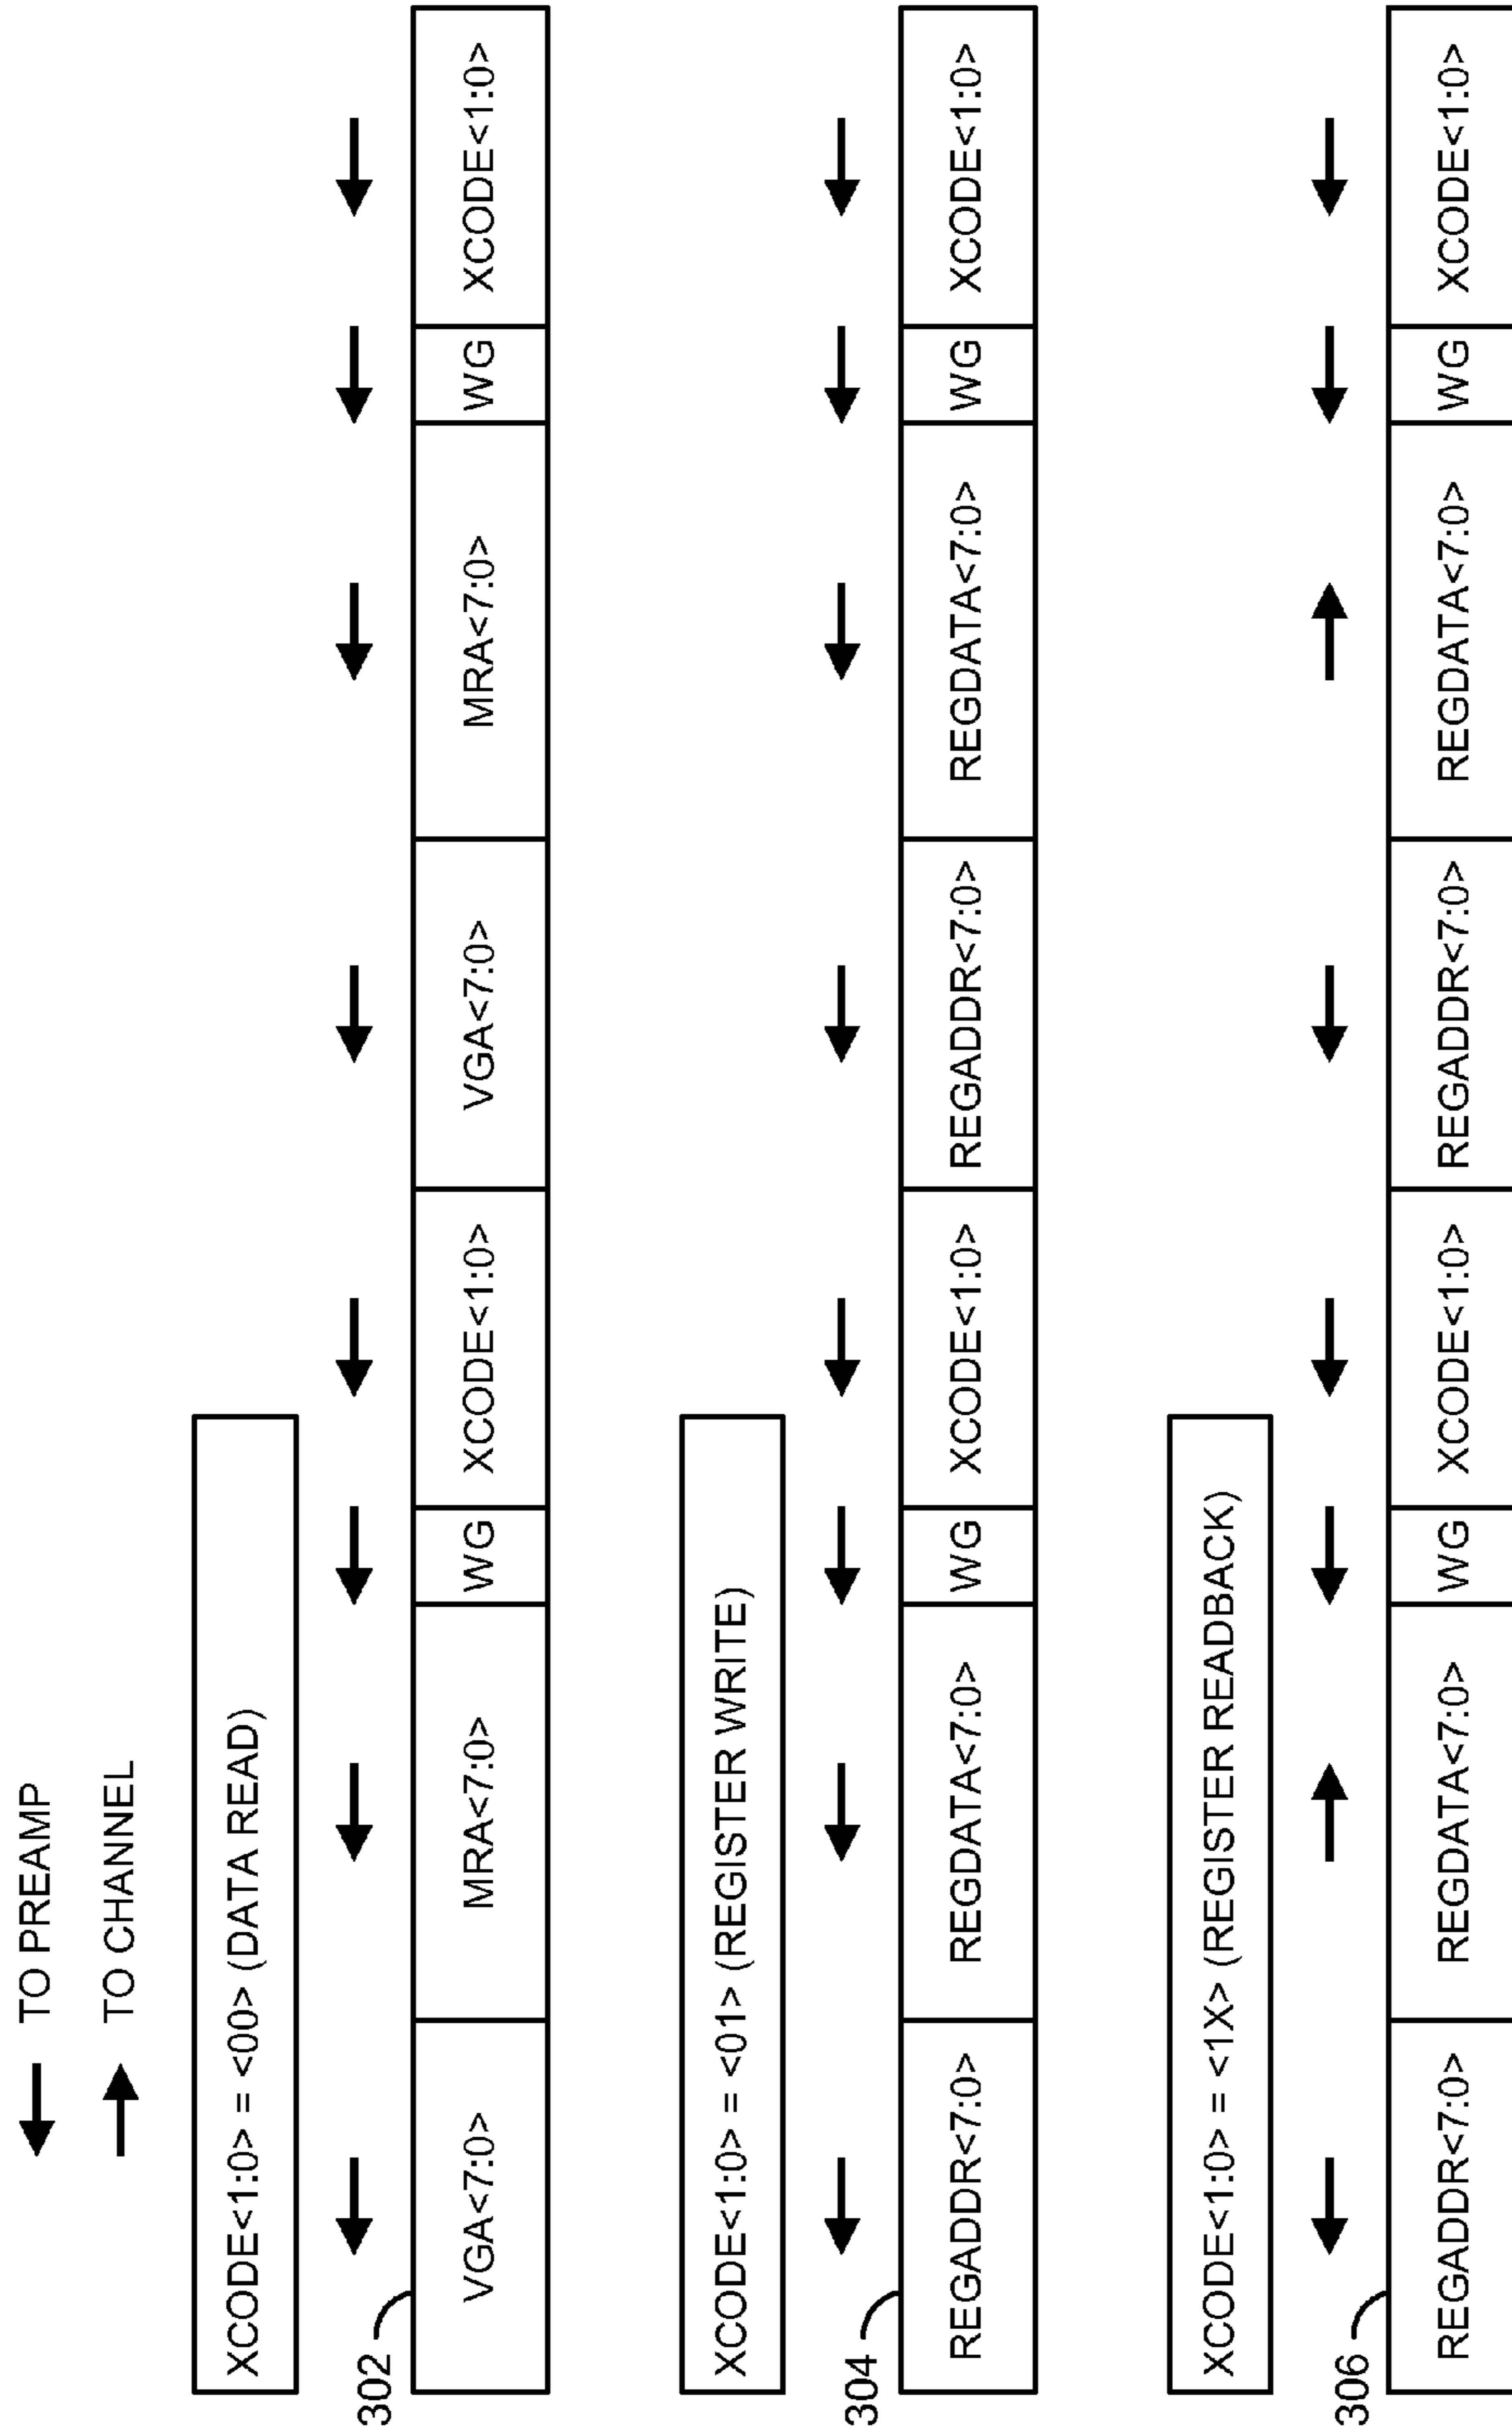 TO PREAMP
TO CHANNEL
XCODE<1:0> = <00> (DATA READ)
302
VGA<7:0> MRA<7:0> WG XCODE<1:0> VGA<7:0> MRA<7:0> WG XCODE<1:0>
XCODE<1:0> = <01> (REGISTER WRITE)
304
REGADDR<7:0> REGDATA<7:0> WG XCODE<1:0> REGADDR<7:0> REGDATA<7:0> WG XCODE<1:0>
XCODE<1:0> = <1X> (REGISTER READBACK)
306
REGADDR<7:0> REGDATA<7:0> WG XCODE<1:0> REGADDR<7:0> REGDATA<7:0> WG XCODE<1:0>